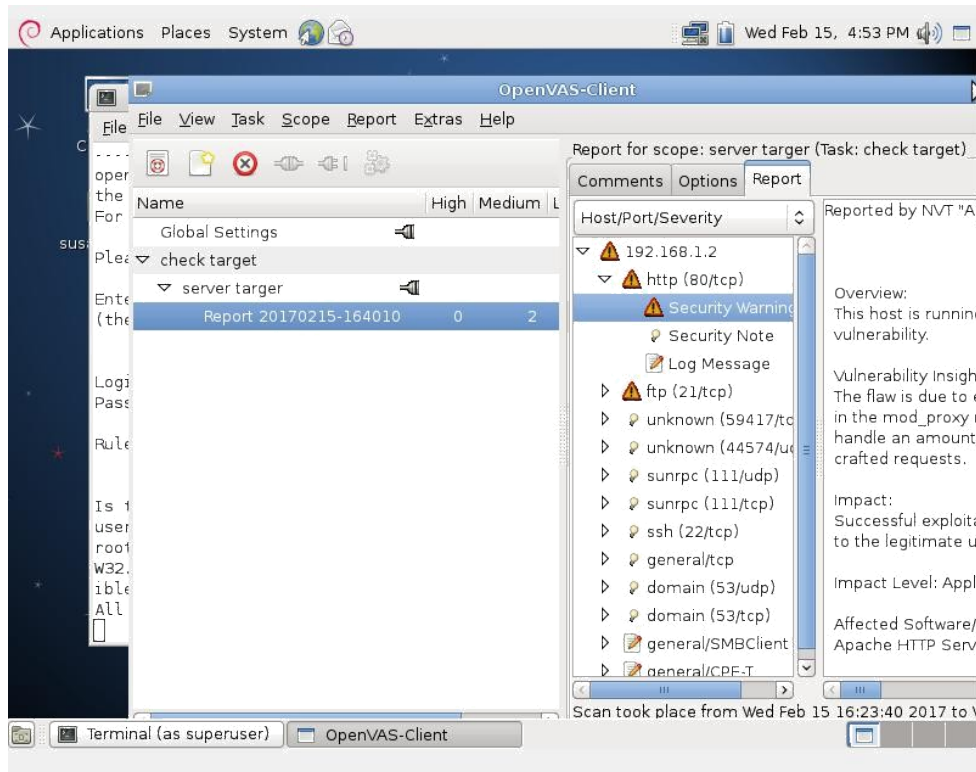 Applications Places System Wed Feb 15, 4:53 PM
OpenVAS-Client
File
File View Task Scope Report Extras Help
C
----
oper
the
For
susa
Plea
Ente
(the
Logi
Pass
Rule
Is t
user
root
W32.
ible
All
Name High Medium L
Global Settings
check target
server targer
Report 20170215-164010 0 2
Report for scope: server targer (Task: check target)
Comments Options Report
Host/Port/Severity
192.168.1.2
http (80/tcp)
Security Warning
Security Note
Log Message
ftp (21/tcp)
unknown (59417/tc
unknown (44574/ud
sunrpc (111/udp)
sunrpc (111/tcp)
ssh (22/tcp)
general/tcp
domain (53/udp)
domain (53/tcp)
general/SMBClient
general/CPE-T
Reported by NVT "A
Overview:
This host is running
vulnerability.
Vulnerability Insigh
The flaw is due to e
in the mod_proxy
handle an amount
crafted requests.
Impact:
Successful exploita
to the legitimate u
Impact Level: Appl
Affected Software/
Apache HTTP Serv
Scan took place from Wed Feb 15 16:23:40 2017 to
Terminal (as superuser) OpenVAS-Client